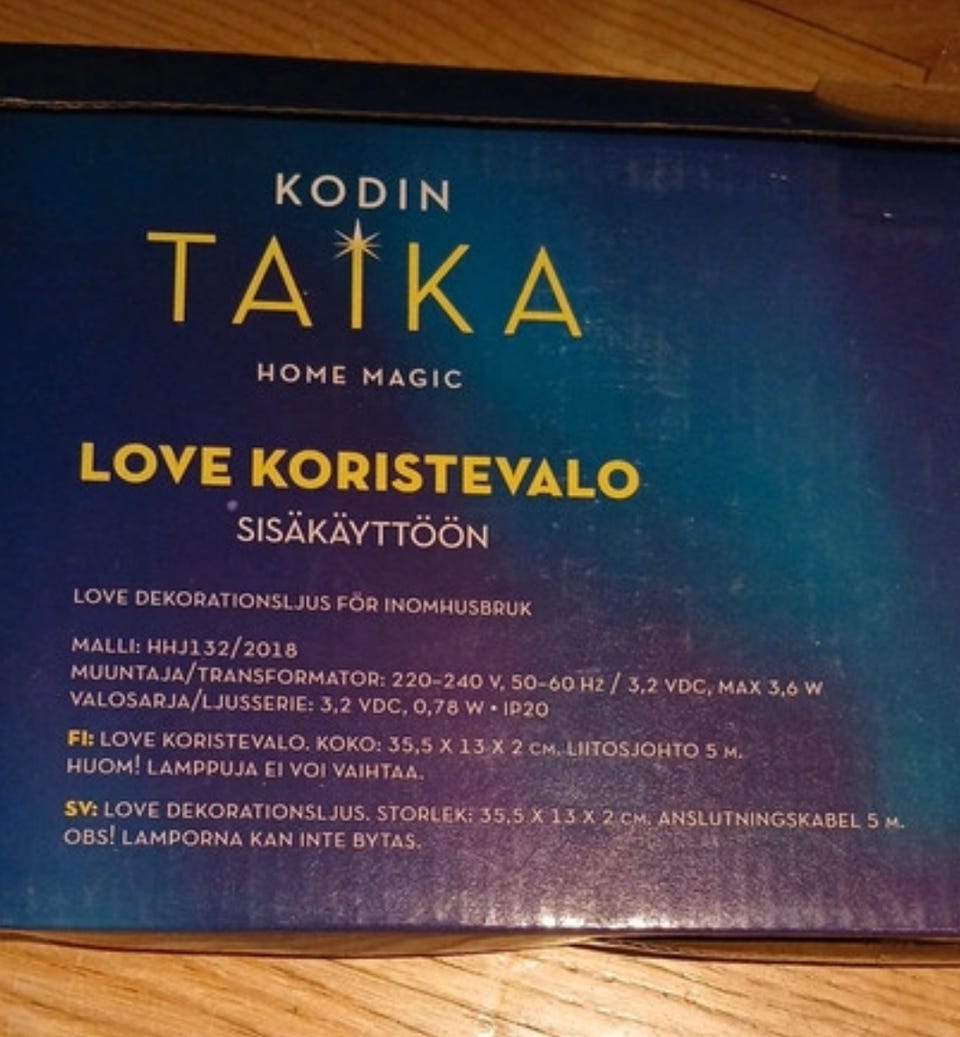 KODIN
TAIKA
HOME MAGIC
LOVE KORISTEVALO
SISÄKÄYTTÖÖN
LOVE DEKORATIONSLJUS FÖR INOMHUSBRUK
MALLI: HHJ132/2018
MUUNTAJA/TRANSFORMATOR: 220–240 V, 50–60 HZ / 3,2 VDC, MAX 3,6 W
VALOSARJA/LJUSSERIE: 3,2 VDC, 0,78 W • IP20
FI: LOVE KORISTEVALO. KOKO: 35,5 X 13 X 2 CM. LIITOSJOHTO 5 M.
HUOM! LAMPPUJA EI VOI VAIHTAA.
SV: LOVE DEKORATIONSLJUS. STORLEK: 35,5 X 13 X 2 CM. ANSLUTNINGSKABEL 5 M.
OBS! LAMPORNA KAN INTE BYTAS.